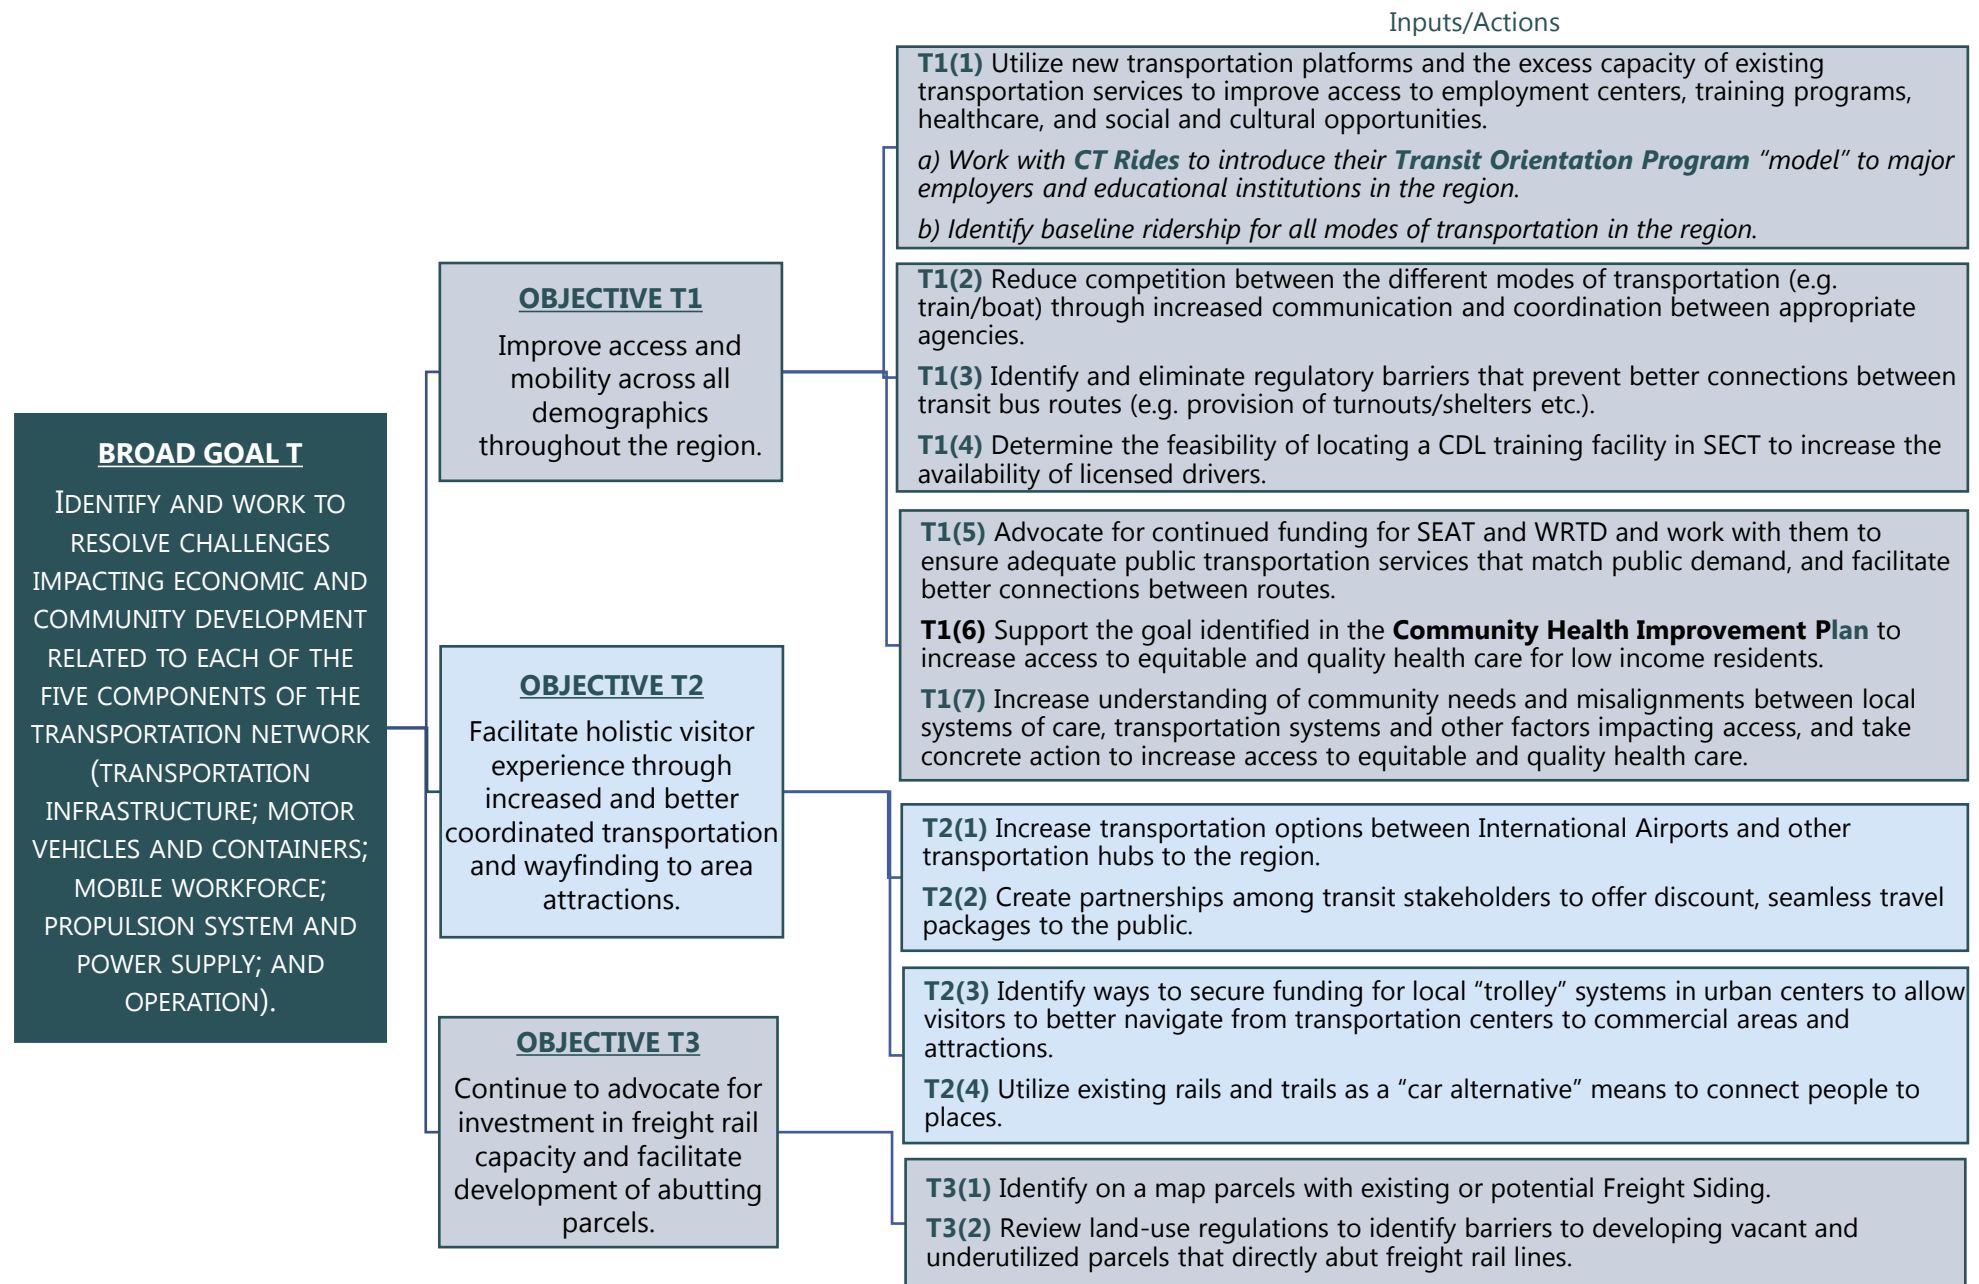 Inputs/Actions
BROAD GOAL T
IDENTIFY AND WORK TO
RESOLVE CHALLENGES
IMPACTING ECONOMIC AND
COMMUNITY DEVELOPMENT
RELATED TO EACH OF THE
FIVE COMPONENTS OF THE
TRANSPORTATION NETWORK
(TRANSPORTATION
INFRASTRUCTURE; MOTOR
VEHICLES AND CONTAINERS;
MOBILE WORKFORCE;
PROPULSION SYSTEM AND
POWER SUPPLY; AND
OPERATION).
OBJECTIVE T1
Improve access and
mobility across all
demographics
throughout the region.
T1(1) Utilize new transportation platforms and the excess capacity of existing
transportation services to improve access to employment centers, training programs,
healthcare, and social and cultural opportunities.
a) Work with CT Rides to introduce their Transit Orientation Program “model” to major
employers and educational institutions in the region.
b) Identify baseline ridership for all modes of transportation in the region.
T1(2) Reduce competition between the different modes of transportation (e.g.
train/boat) through increased communication and coordination between appropriate
agencies.
T1(3) Identify and eliminate regulatory barriers that prevent better connections between
transit bus routes (e.g. provision of turnouts/shelters etc.).
T1(4) Determine the feasibility of locating a CDL training facility in SECT to increase the
availability of licensed drivers.
T1(5) Advocate for continued funding for SEAT and WRTD and work with them to
ensure adequate public transportation services that match public demand, and facilitate
better connections between routes.
T1(6) Support the goal identified in the Community Health Improvement Plan to
increase access to equitable and quality health care for low income residents.
T1(7) Increase understanding of community needs and misalignments between local
systems of care, transportation systems and other factors impacting access, and take
concrete action to increase access to equitable and quality health care.
OBJECTIVE T2
Facilitate holistic visitor
experience through
increased and better
coordinated transportation
and wayfinding to area
attractions.
T2(1) Increase transportation options between International Airports and other
transportation hubs to the region.
T2(2) Create partnerships among transit stakeholders to offer discount, seamless travel
packages to the public.
T2(3) Identify ways to secure funding for local “trolley” systems in urban centers to allow
visitors to better navigate from transportation centers to commercial areas and
attractions.
T2(4) Utilize existing rails and trails as a “car alternative” means to connect people to
places.
OBJECTIVE T3
Continue to advocate for
investment in freight rail
capacity and facilitate
development of abutting
parcels.
T3(1) Identify on a map parcels with existing or potential Freight Siding.
T3(2) Review land-use regulations to identify barriers to developing vacant and
underutilized parcels that directly abut freight rail lines.